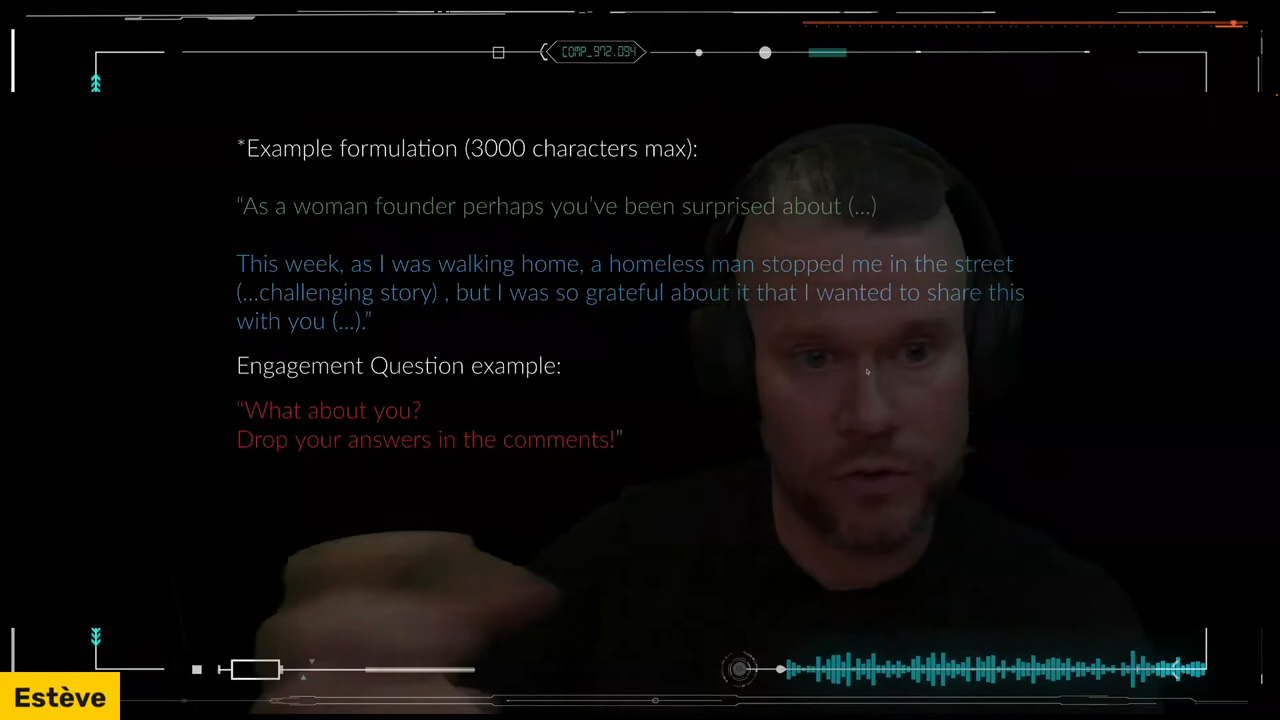 COMP_972.094
*Example formulation (3000 characters max):
“As a woman founder perhaps you’ve been surprised about (...)
This week, as I was walking home, a homeless man stopped me in the street
(...challenging story) , but I was so grateful about it that I wanted to share this
with you (...).”
Engagement Question example:
“What about you?
Drop your answers in the comments!”
Estève